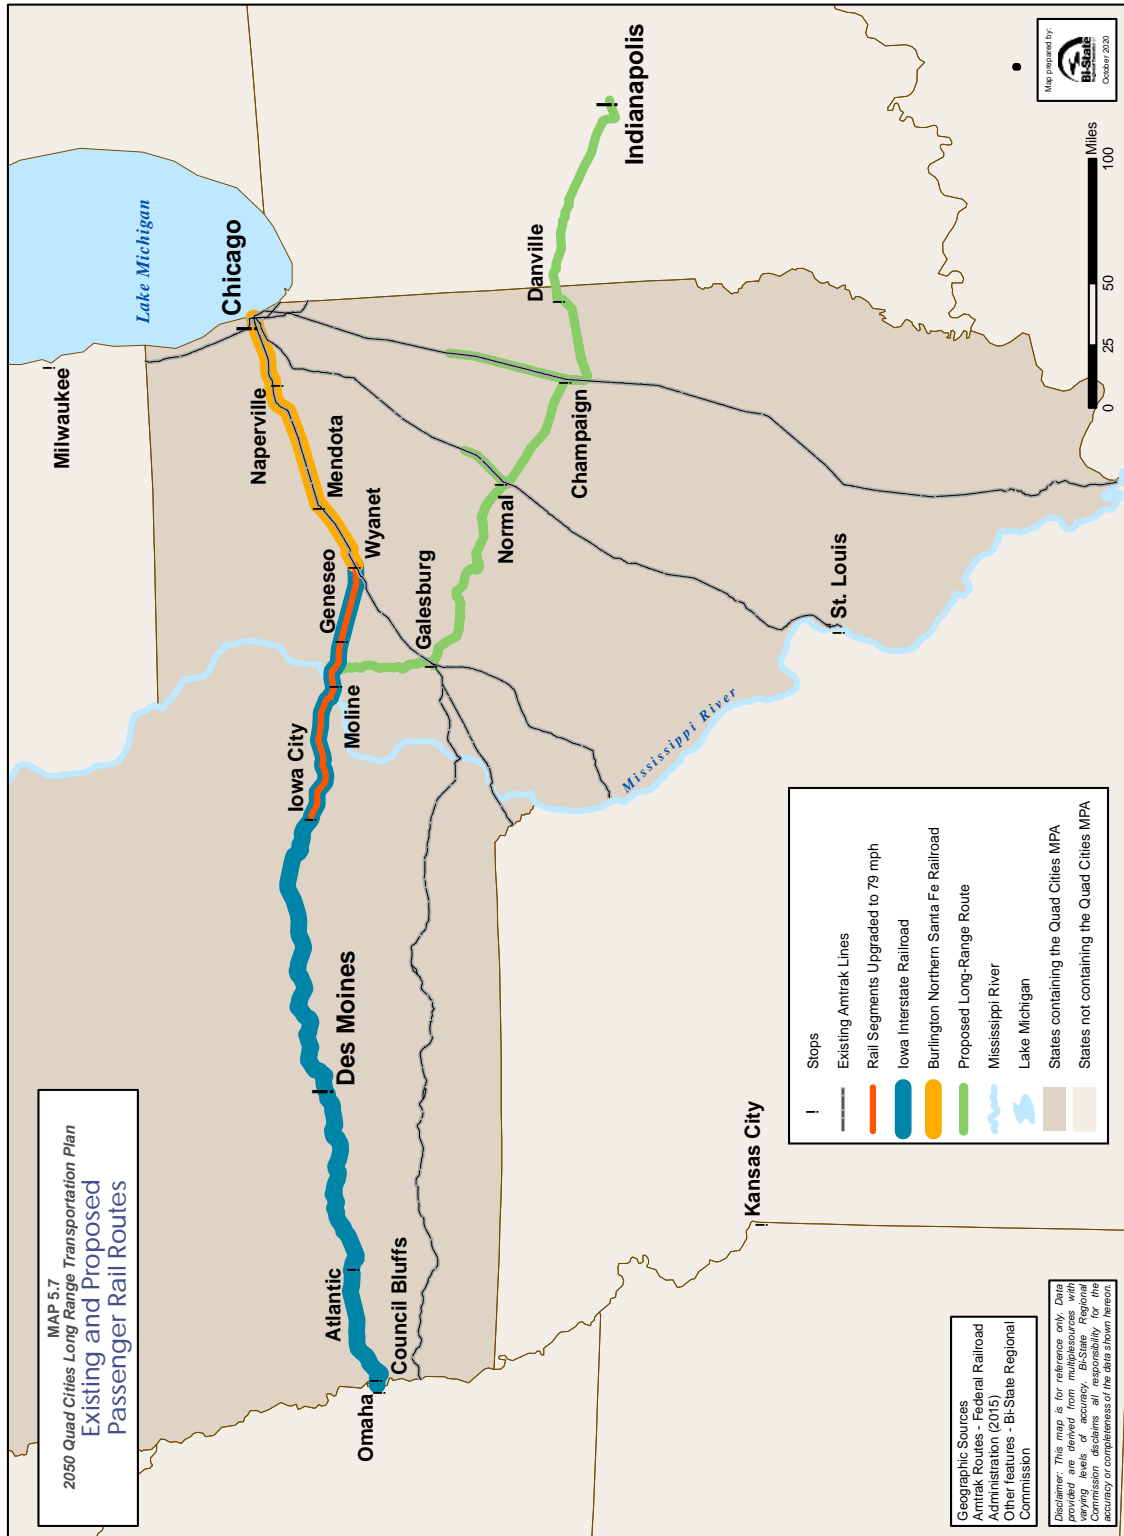 MAP 5.7
2050 Quad Cities Long Range Transportation Plan
Existing and Proposed
Passenger Rail Routes
Milwaukee
Lake Michigan
Chicago
Naperville
Mendota
Wyanet
Geneseo
Moline
Iowa City
Des Moines
Atlantic
Omaha
Council Bluffs
Galesburg
Normal
Champaign
Danville
Indianapolis
St. Louis
Mississippi River
Kansas City
Stops
Existing Amtrak Lines
Rail Segments Upgraded to 79 mph
Iowa Interstate Railroad
Burlington Northern Santa Fe Railroad
Proposed Long-Range Route
Mississippi River
Lake Michigan
States containing the Quad Cities MPA
States not containing the Quad Cities MPA
Geographic Sources
Amtrak Routes - Federal Railroad
Administration (2015)
Other features - Bi-State Regional
Commission
Disclaimer: This map is for reference only. Data
provided are derived from multiplesources with
varying levels of accuracy. Bi-State Regional
Commission disclaims all responsibility for the
accuracy or completeness of the data shown hereon.
0 25 50 100
Miles
Map prepared by:
Bi-State
October 2020